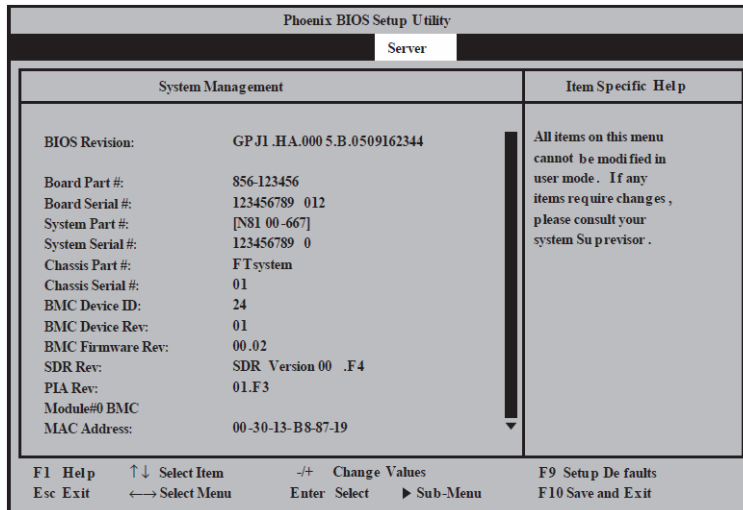 Phoenix BIOS Setup Utility
Server
System Management
Item Specific Help
BIOS Revision: GPJ1.HA.0005.B.0509162344
Board Part #: 856-123456
Board Serial #: 123456789 012
System Part #: [N81 00-667]
System Serial #: 123456789 0
Chassis Part #: FTsystem
Chassis Serial #: 01
BMC Device ID: 24
BMC Device Rev: 01
BMC Firmware Rev: 00.02
SDR Rev: SDR Version 00 .F4
PIA Rev: 01.F3
Module#0 BMC
MAC Address: 00-30-13-B8-87-19
All items on this menu
cannot be modified in
user mode. If any
items require changes,
please consult your
system Suprevisor.
F1 Help ↑↓ Select Item -/+ Change Values F9 Setup Defaults
Esc Exit ←→ Select Menu Enter Select ▶ Sub-Menu F10 Save and Exit